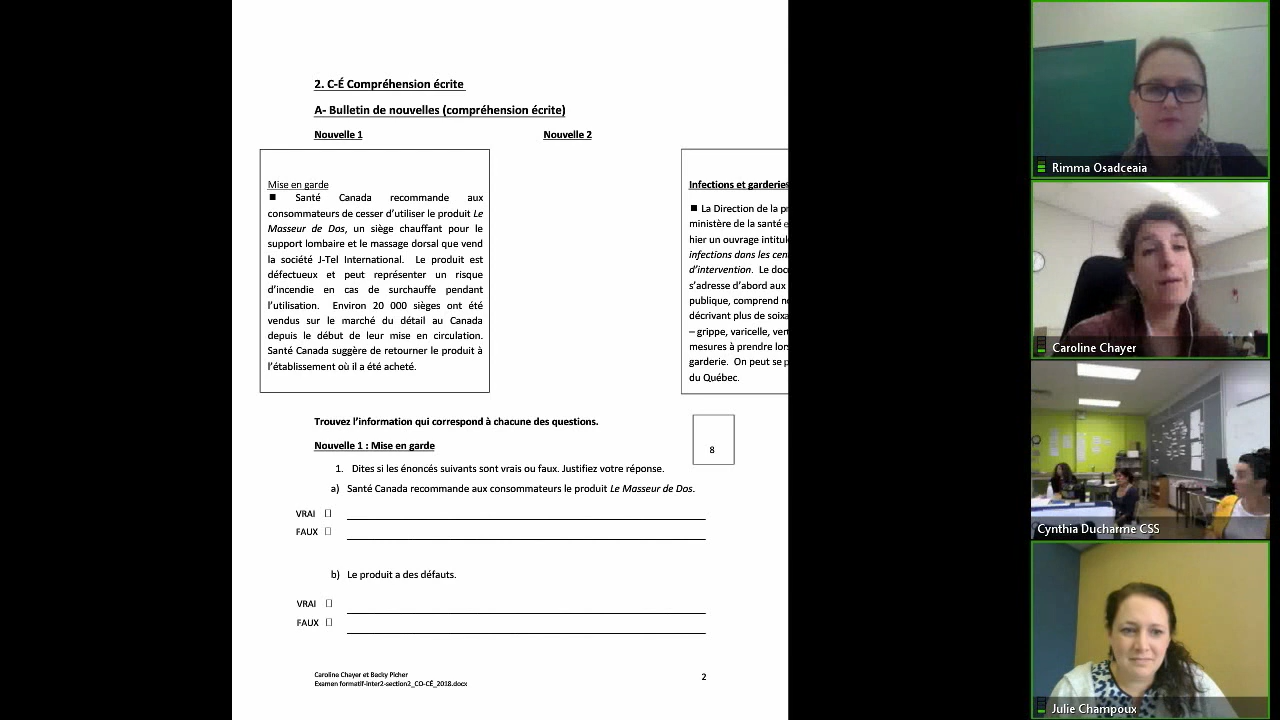 2. C-É Compréhension écrite
A- Bulletin de nouvelles (compréhension écrite)
Nouvelle 1
Nouvelle 2
Mise en garde
■ Santé Canada recommande aux
consommateurs de cesser d'utiliser le produit Le
Masseur de Dos, un siège chauffant pour le
support lombaire et le massage dorsal que vend
la société J-Tel International. Le produit est
défectueux et peut représenter un risque
d'incendie en cas de surchauffe pendant
l'utilisation. Environ 20 000 sièges ont été
vendus sur le marché du détail au Canada
depuis le début de leur mise en circulation.
Santé Canada suggère de retourner le produit à
l'établissement où il a été acheté.
Infections et garderies
■ La Direction de la
ministère de la santé
hier un ouvrage
infections dans les
d'intervention. Le
s'adresse d'abord aux
publique, comprend
décrivant plus de
– grippe, varicelle,
mesures à prendre
garderie. On peut se
du Québec.
Trouvez l'information qui correspond à chacune des questions.
8
Nouvelle 1 : Mise en garde
1. Dites si les énoncés suivants sont vrais ou faux. Justifiez votre réponse.
a) Santé Canada recommande aux consommateurs le produit Le Masseur de Dos.
VRAI ☐
FAUX ☐
b) Le produit a des défauts.
VRAI ☐
FAUX ☐
Caroline Chayer et Becky Picher
Examen formatif-inter2-section2_CO-CÉ_2018.docx
2
Rimma Osadceaia
Caroline Chayer
Cynthia Ducharme CSS
Julie Champoux